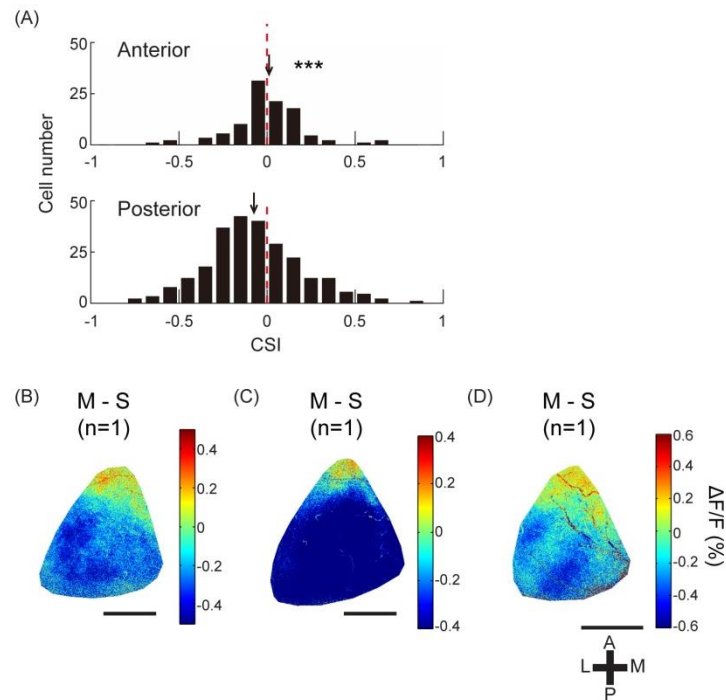 (A)
Anterior
***
50
25
0
-1 -0.5 0 0.5 1
Cell number
Posterior
50
25
0
-1 -0.5 0 0.5 1
CSI
(B)
M - S
(n=1)
0.4
0.2
0
-0.2
-0.4
(C)
M - S
(n=1)
0.4
0.2
0
-0.2
-0.4
(D)
M - S
(n=1)
0.6
0.4
0.2
0
-0.2
-0.4
-0.6
ΔF/F (%)
A
L M
P